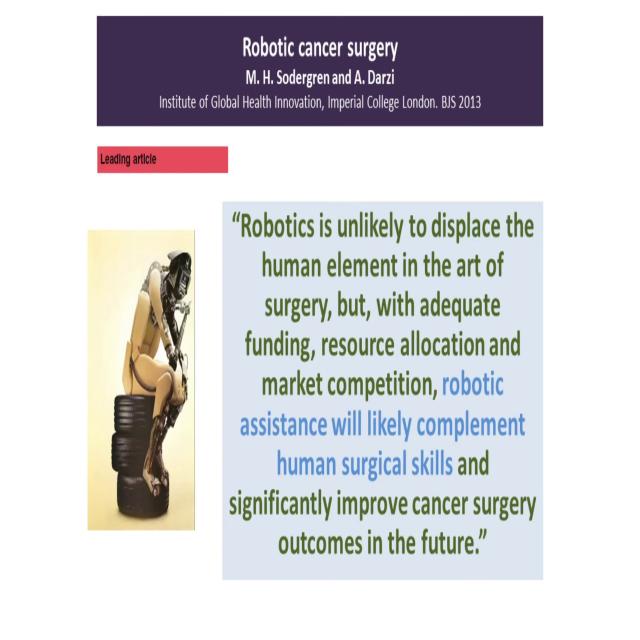 Robotic cancer surgery
M. H. Sodergren and A. Darzi
Institute of Global Health Innovation, Imperial College London. BJS 2013
Leading article
“Robotics is unlikely to displace the
human element in the art of
surgery, but, with adequate
funding, resource allocation and
market competition, robotic
assistance will likely complement
human surgical skills and
significantly improve cancer surgery
outcomes in the future.”